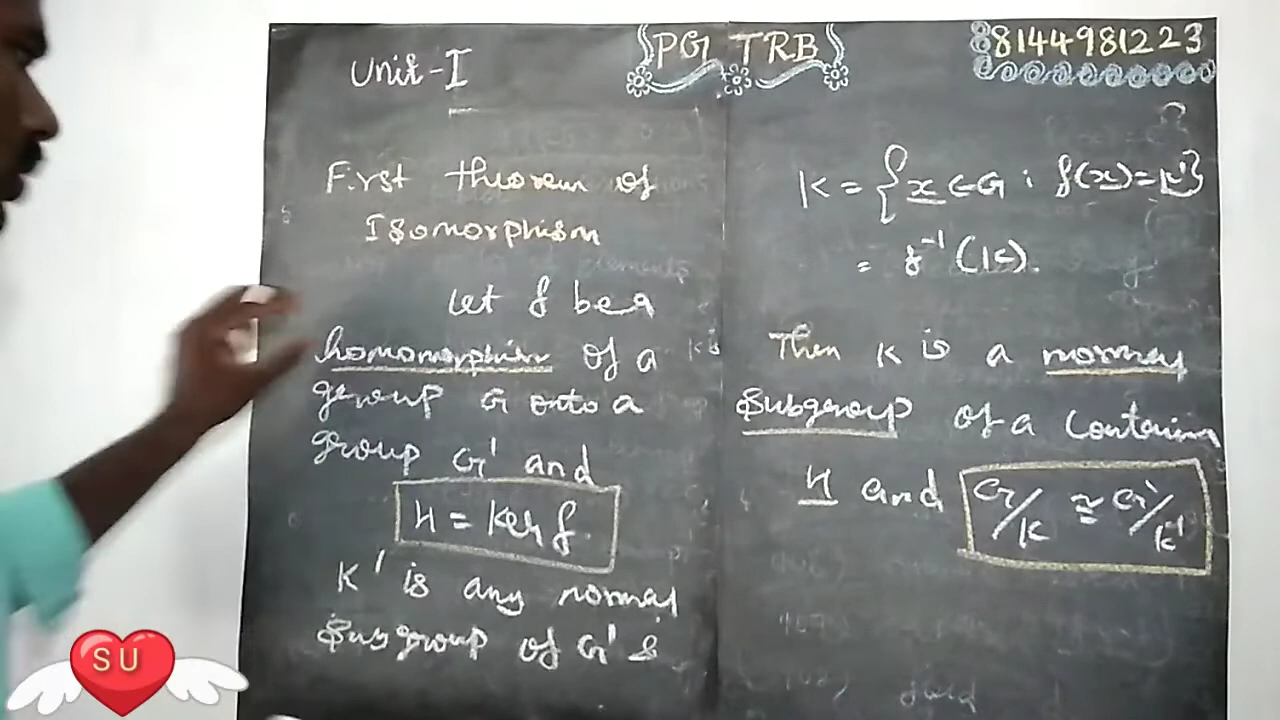 Unit-I
PG TRB
8144981223
First theorem of
Isomorphism
Let f be a
homomorphism of a
group G onto a
group G' and
H = Ker f.
K' is any normal
Subgroup of G' &
K = { x ∈ G : f(x) = K' }
= f⁻¹(K).
Then K is a normal
Subgroup of G Containing
H and G/K ≅ G'/K'
SU